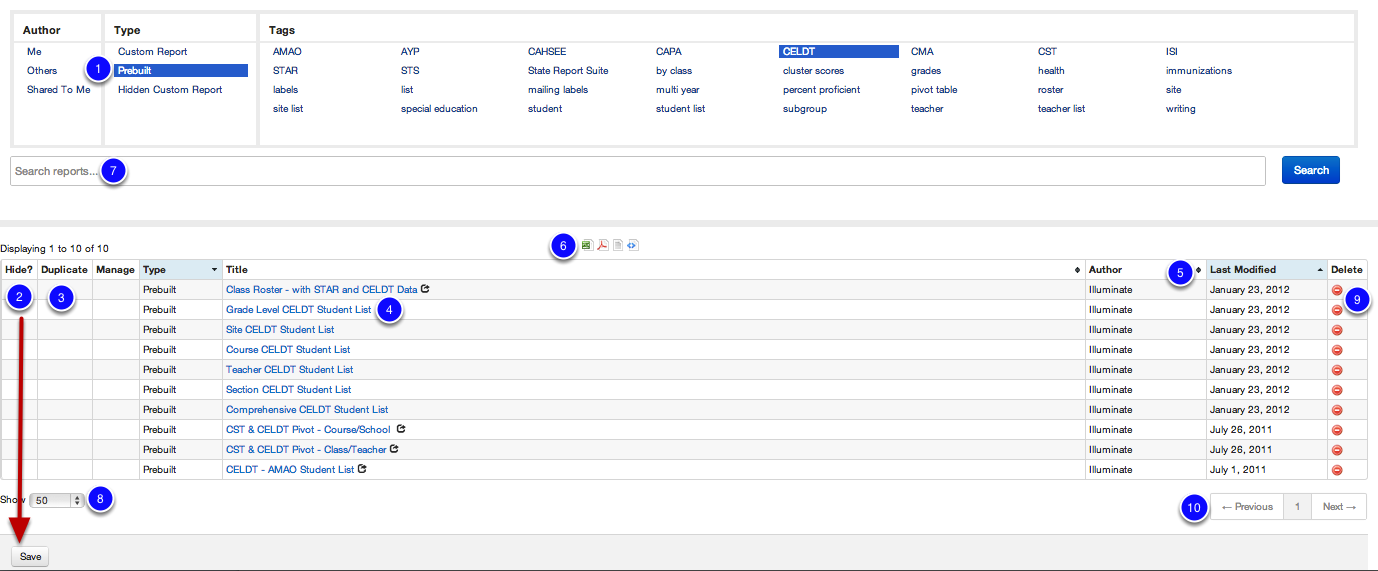 Author Type Tags
Me Custom Report AMAO AYP CAHSEE CAPA CELDT CMA CST ISI
Others 1 Prebuilt STAR STS State Report Suite by class cluster scores grades health immunizations
Shared To Me Hidden Custom Report labels list mailing labels multi year percent proficient pivot table roster site
site list special education student student list subgroup teacher teacher list writing
Search reports... 7 Search
Displaying 1 to 10 of 10 6
Hide? Duplicate Manage Type Title Author 5 Last Modified Delete
2 3 Prebuilt Class Roster - with STAR and CELDT Data Illuminate January 23, 2012 9
Prebuilt Grade Level CELDT Student List 4 Illuminate January 23, 2012
Prebuilt Site CELDT Student List Illuminate January 23, 2012
Prebuilt Course CELDT Student List Illuminate January 23, 2012
Prebuilt Teacher CELDT Student List Illuminate January 23, 2012
Prebuilt Section CELDT Student List Illuminate January 23, 2012
Prebuilt Comprehensive CELDT Student List Illuminate January 23, 2012
Prebuilt CST & CELDT Pivot - Course/School Illuminate July 26, 2011
Prebuilt CST & CELDT Pivot - Class/Teacher Illuminate July 26, 2011
Prebuilt CELDT - AMAO Student List Illuminate July 1, 2011
Show 50 8 10 ← Previous 1 Next →
Save